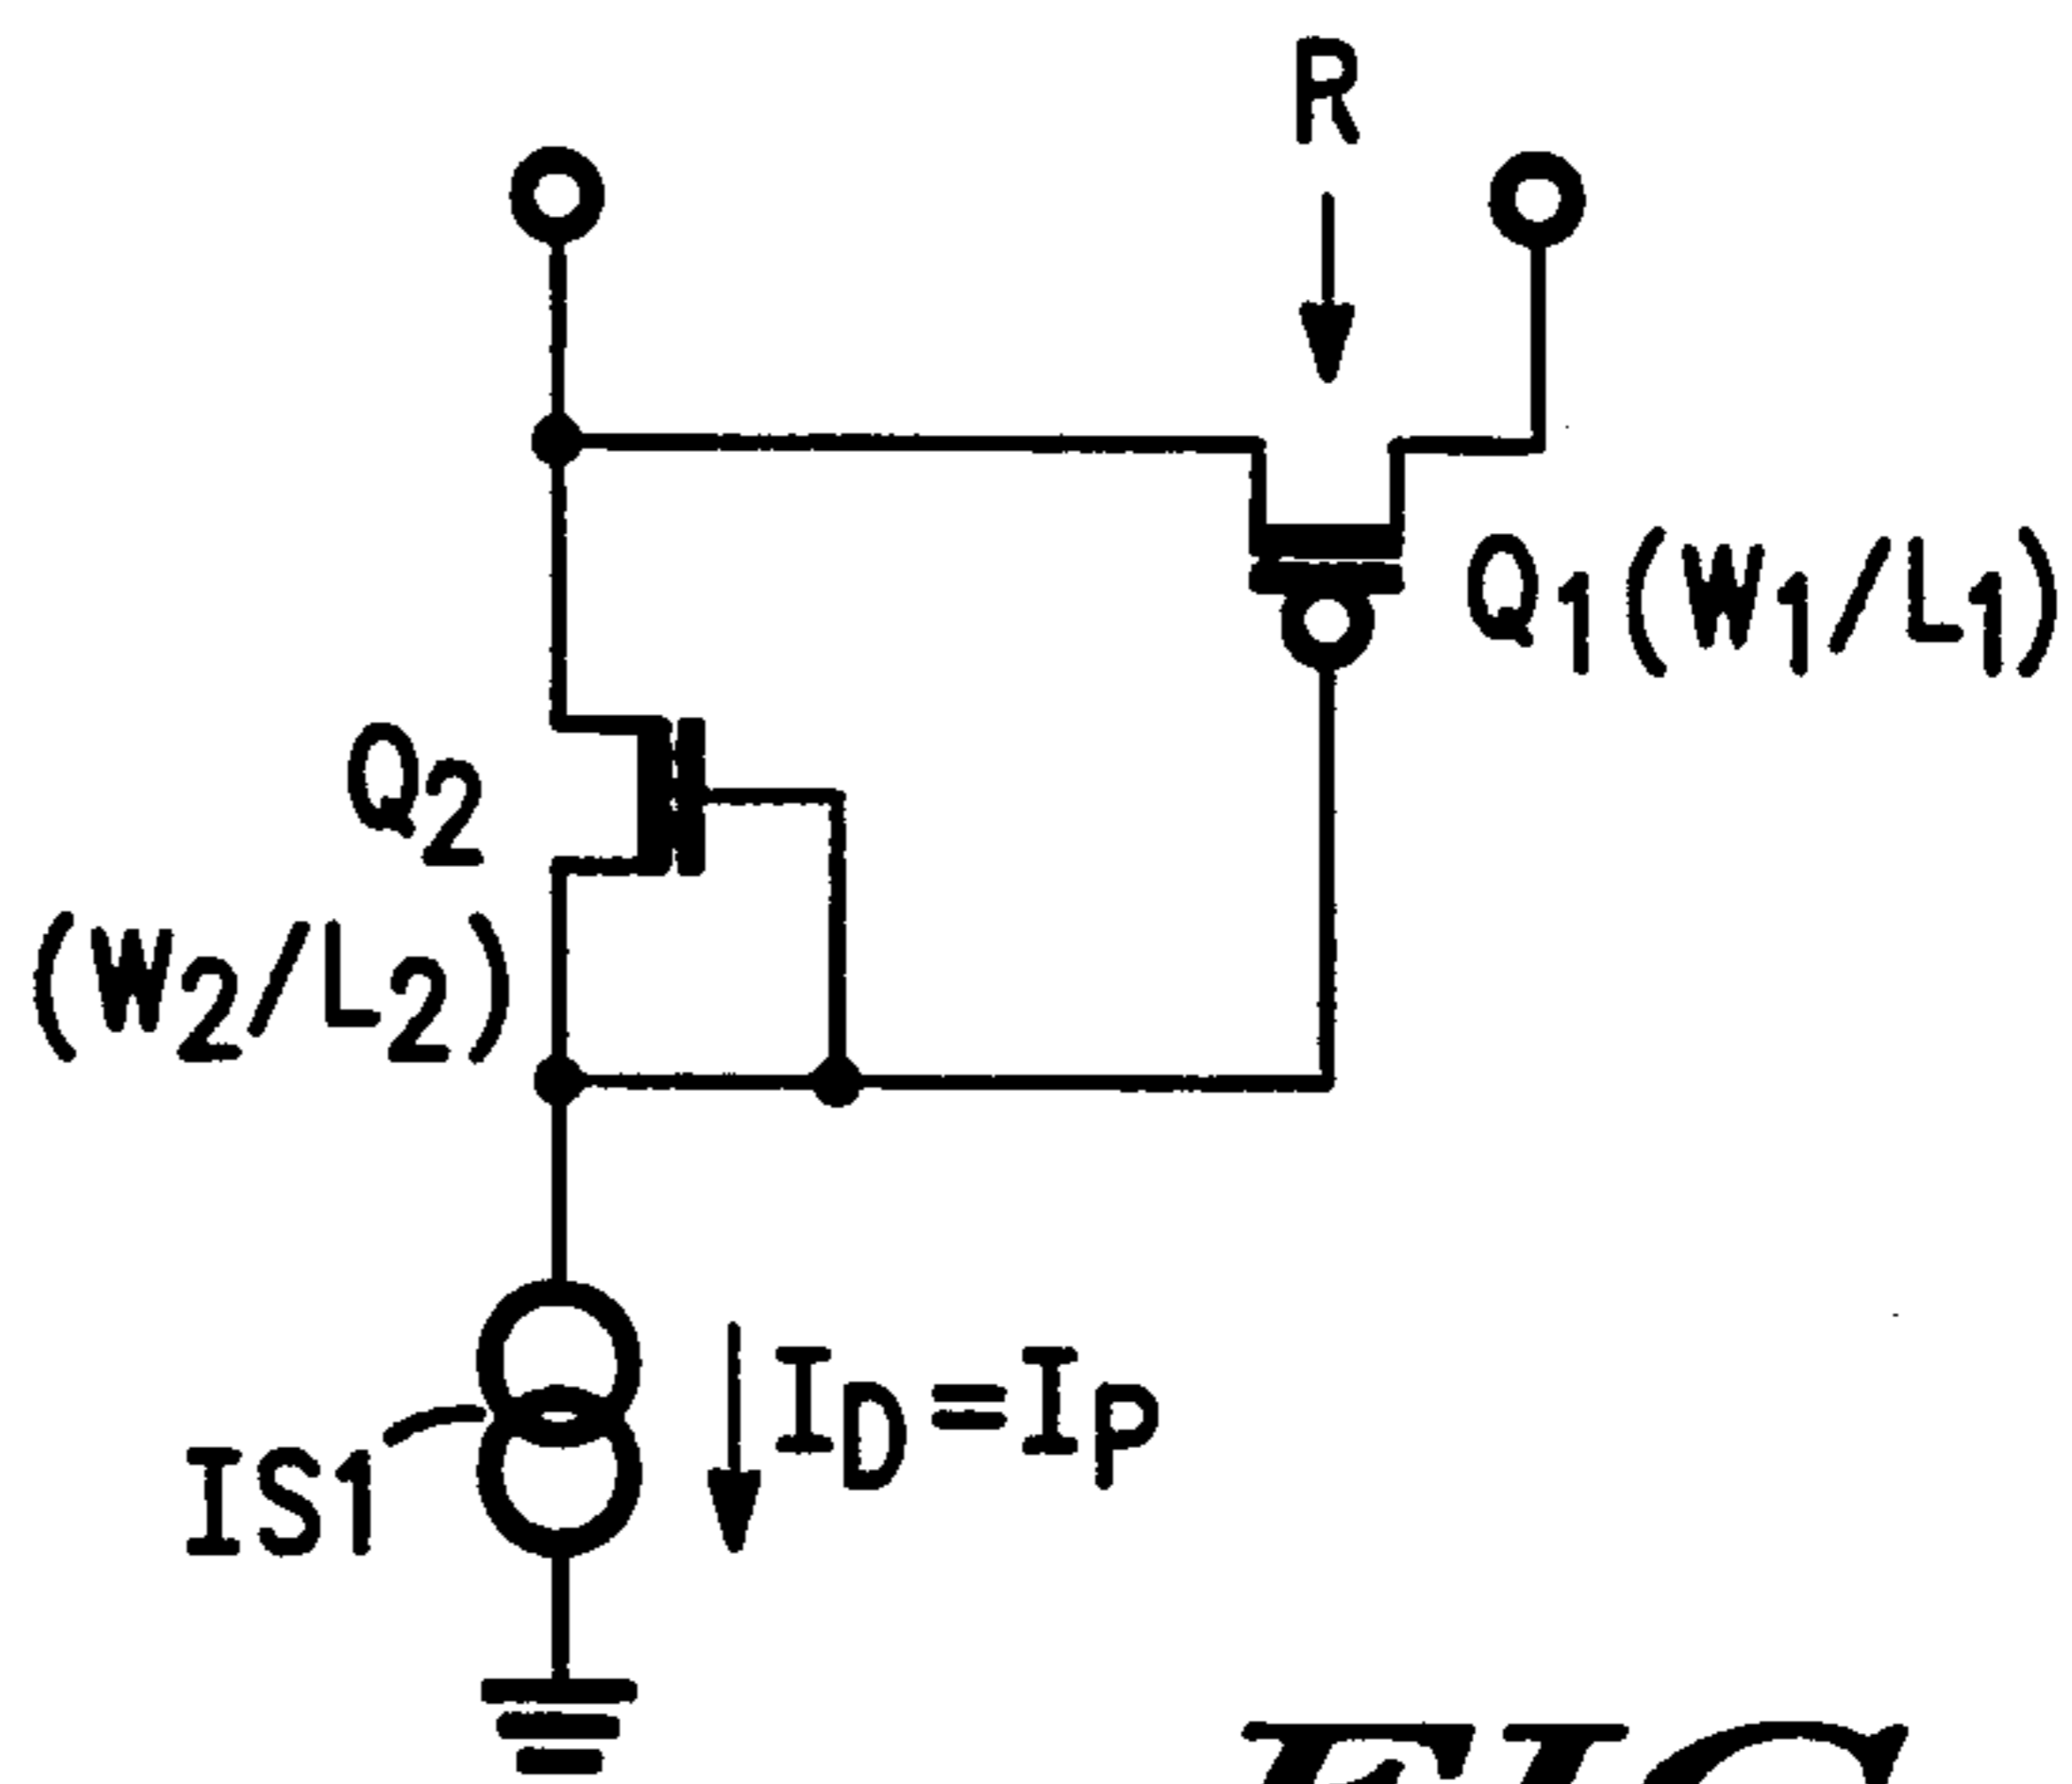 R
Q1(W1/L1)
Q2
(W2/L2)
ID=IP
IS1